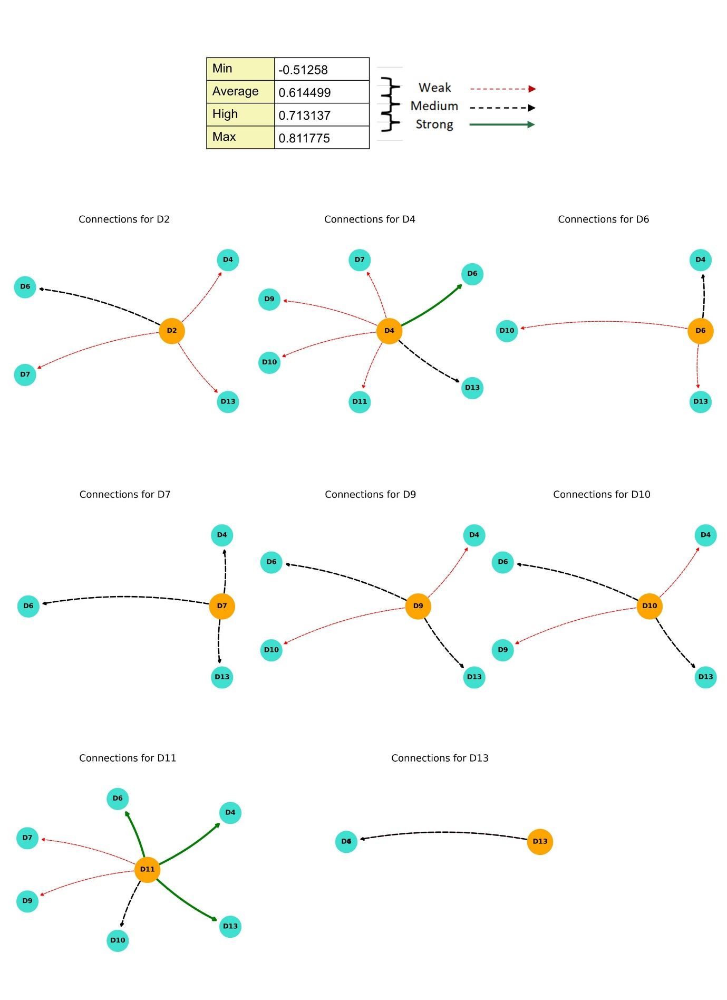 Min -0.51258
Average 0.614499
High 0.713137
Max 0.811775
Weak
Medium
Strong
Connections for D2
D4
D6
D2
D7
D13
Connections for D4
D7
D6
D9
D4
D10
D13
D11
Connections for D6
D4
D10
D6
D13
Connections for D7
D4
D6
D7
D13
Connections for D9
D4
D6
D9
D10
D13
Connections for D10
D4
D6
D10
D9
D13
Connections for D11
D6
D4
D7
D11
D9
D13
D10
Connections for D13
D13